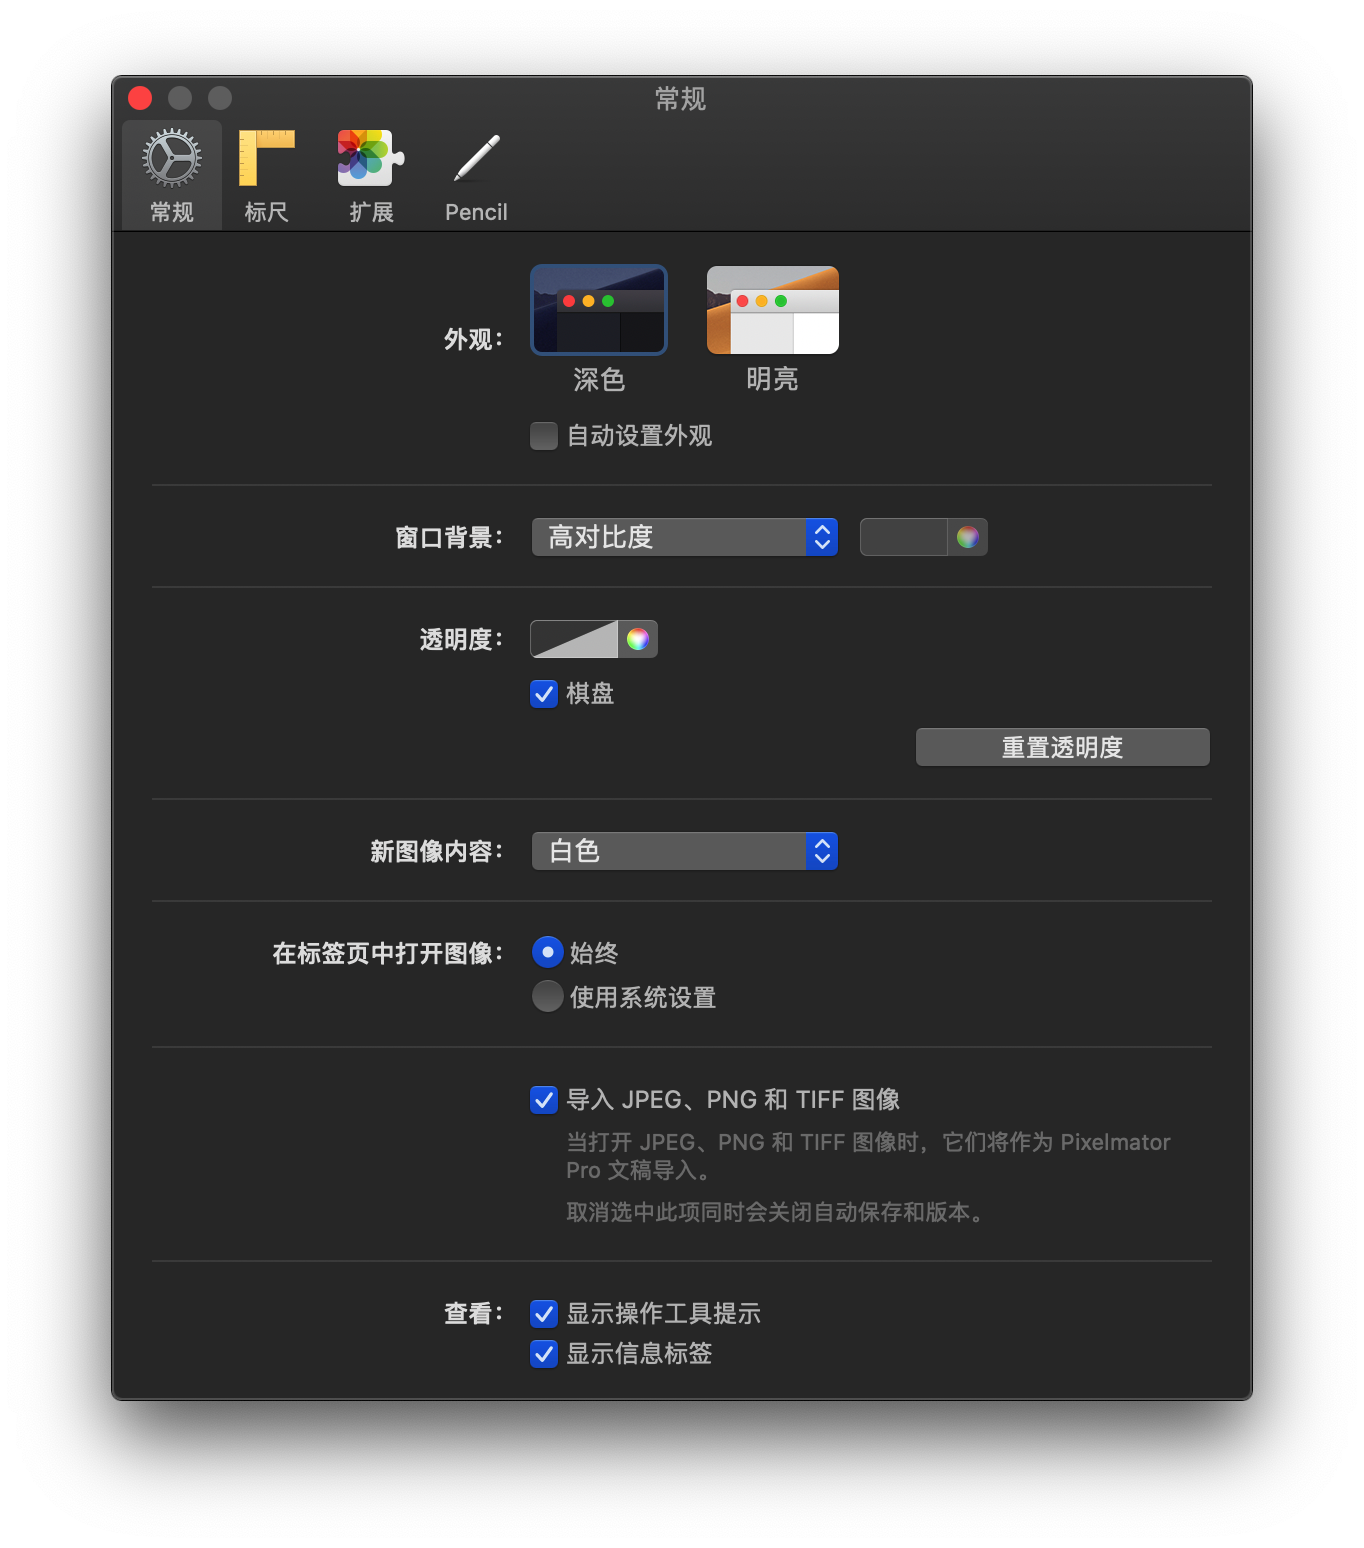 常规
常规
标尺
扩展
Pencil
外观：
深色
明亮
自动设置外观
窗口背景：
高对比度
透明度：
棋盘
重置透明度
新图像内容：
白色
在标签页中打开图像：
始终
使用系统设置
导入 JPEG、PNG 和 TIFF 图像
当打开 JPEG、PNG 和 TIFF 图像时，它们将作为 Pixelmator
Pro 文稿导入。
取消选中此项同时会关闭自动保存和版本。
查看：
显示操作工具提示
显示信息标签